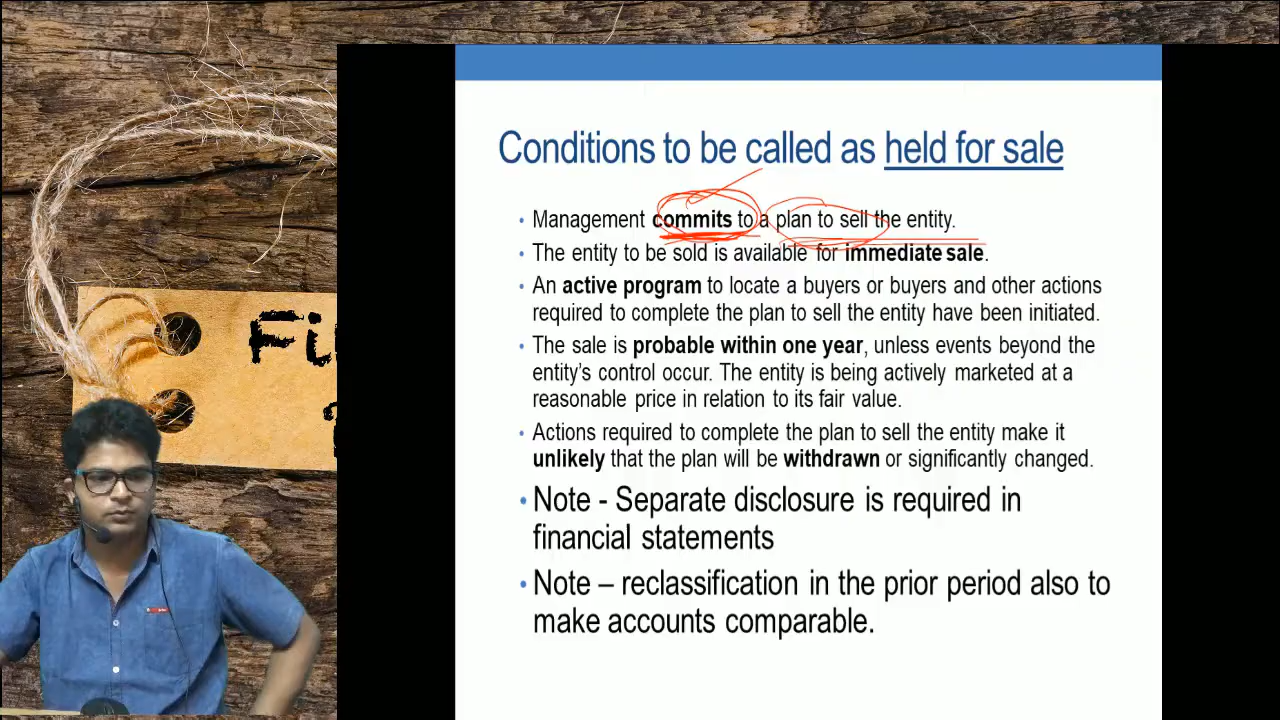 Conditions to be called as held for sale
• Management commits to a plan to sell the entity.
• The entity to be sold is available for immediate sale.
• An active program to locate a buyers or buyers and other actions
required to complete the plan to sell the entity have been initiated.
• The sale is probable within one year, unless events beyond the
entity's control occur. The entity is being actively marketed at a
reasonable price in relation to its fair value.
• Actions required to complete the plan to sell the entity make it
unlikely that the plan will be withdrawn or significantly changed.
• Note - Separate disclosure is required in
financial statements
• Note – reclassification in the prior period also to
make accounts comparable.
Fi